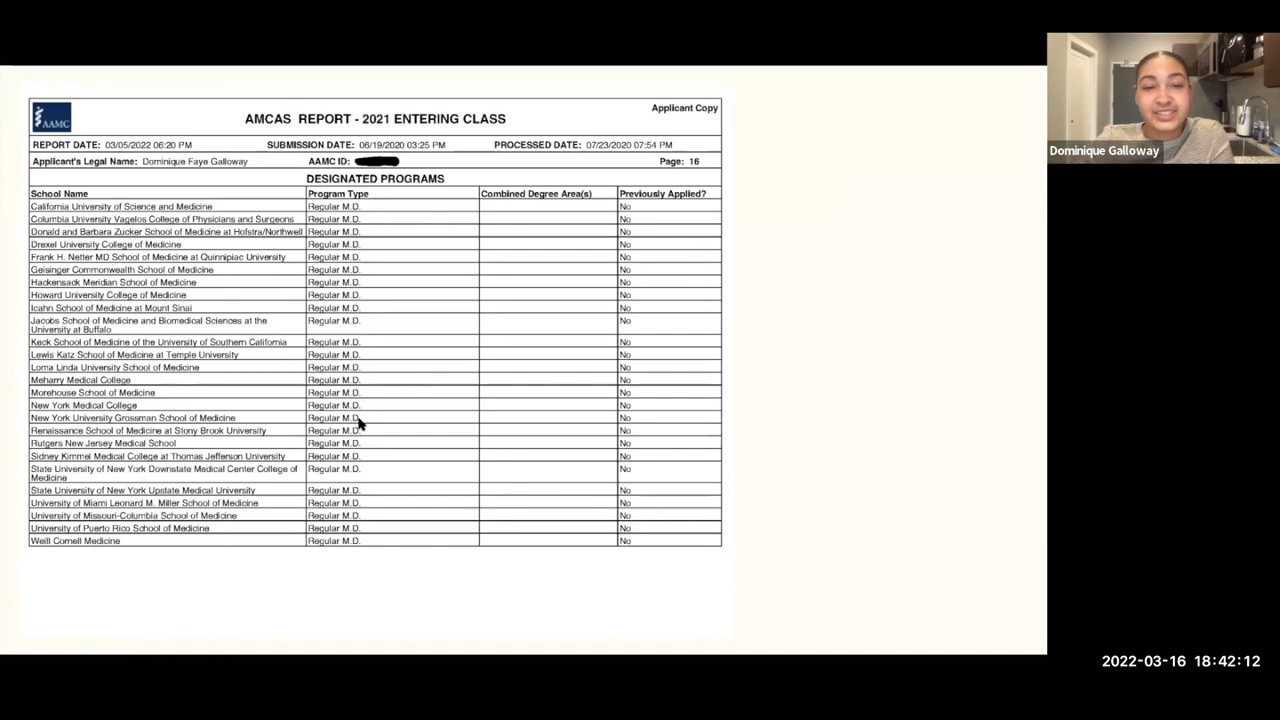 AAMC
AMCAS REPORT - 2021 ENTERING CLASS
Applicant Copy
REPORT DATE: 03/05/2022 06:20 PM SUBMISSION DATE: 06/19/2020 03:25 PM PROCESSED DATE: 07/23/2020 07:54 PM
Applicant's Legal Name: Dominique Faye Galloway AAMC ID: Page: 16
DESIGNATED PROGRAMS
School Name Program Type Combined Degree Area(s) Previously Applied?
California University of Science and Medicine Regular M.D. No
Columbia University Vagelos College of Physicians and Surgeons Regular M.D. No
Donald and Barbara Zucker School of Medicine at Hofstra/Northwell Regular M.D. No
Drexel University College of Medicine Regular M.D. No
Frank H. Netter MD School of Medicine at Quinnipiac University Regular M.D. No
Geisinger Commonwealth School of Medicine Regular M.D. No
Hackensack Meridian School of Medicine Regular M.D. No
Howard University College of Medicine Regular M.D. No
Icahn School of Medicine at Mount Sinai Regular M.D. No
Jacobs School of Medicine and Biomedical Sciences at the Regular M.D. No
University at Buffalo
Keck School of Medicine of the University of Southern California Regular M.D. No
Lewis Katz School of Medicine at Temple University Regular M.D. No
Loma Linda University School of Medicine Regular M.D. No
Meharry Medical College Regular M.D. No
Morehouse School of Medicine Regular M.D. No
New York Medical College Regular M.D. No
New York University Grossman School of Medicine Regular M.D. No
Renaissance School of Medicine at Stony Brook University Regular M.D. No
Rutgers New Jersey Medical School Regular M.D. No
Sidney Kimmel Medical College at Thomas Jefferson University Regular M.D. No
State University of New York Downstate Medical Center College of Regular M.D. No
Medicine
State University of New York Upstate Medical University Regular M.D. No
University of Miami Leonard M. Miller School of Medicine Regular M.D. No
University of Missouri-Columbia School of Medicine Regular M.D. No
University of Puerto Rico School of Medicine Regular M.D. No
Weill Cornell Medicine Regular M.D. No
Dominique Galloway
2022-03-16 18:42:12